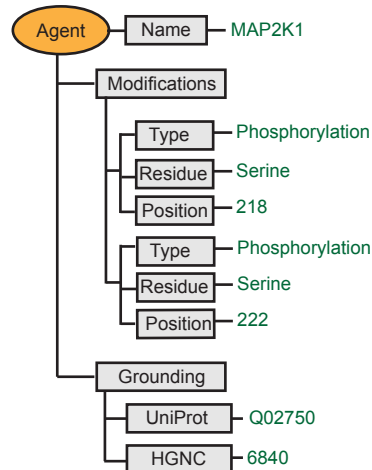 Agent Name MAP2K1
Modifications
Type Phosphorylation
Residue Serine
Position 218
Type Phosphorylation
Residue Serine
Position 222
Grounding
UniProt Q02750
HGNC 6840